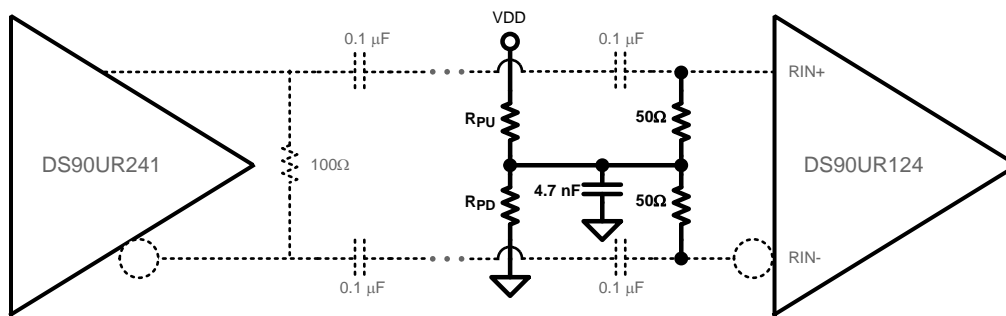 VDD
0.1 µF
0.1 µF
RIN+
RPU
50Ω
DS90UR241
100Ω
DS90UR124
4.7 nF
RPD
50Ω
RIN-
0.1 µF
0.1 µF